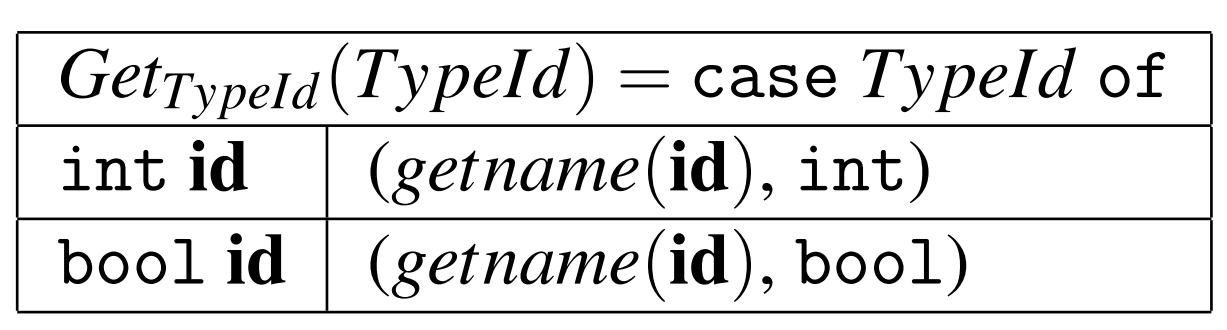 Get_TypeId(TypeId) = case TypeId of
int id (getname(id), int)
bool id (getname(id), bool)